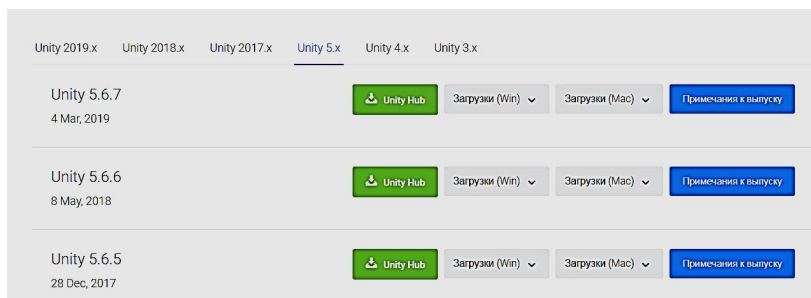 Unity 2019.x Unity 2018.x Unity 2017.x Unity 5.x Unity 4.x Unity 3.x
Unity 5.6.7
4 Mar, 2019
Unity Hub Загрузки (Win) Загрузки (Mac) Примечания к выпуску
Unity 5.6.6
8 May, 2018
Unity Hub Загрузки (Win) Загрузки (Mac) Примечания к выпуску
Unity 5.6.5
28 Dec, 2017
Unity Hub Загрузки (Win) Загрузки (Mac) Примечания к выпуску